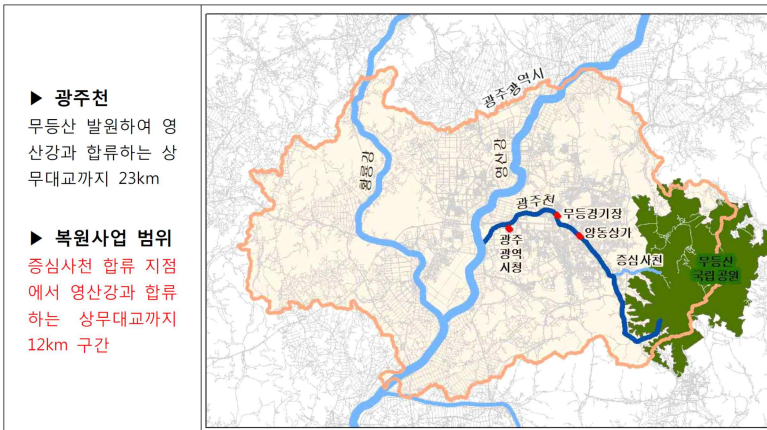 ▶ 광주천
무등산 발원하여 영
산강과 합류하는 상
무대교까지 23km
▶ 복원사업 범위
증심사천 합류 지점
에서 영산강과 합류
하는 상무대교까지
12km 구간
광주광역시
황룡강
영산강
광주천
무등경기장
양동상가
광주
광역
시청
증심사천
무등산
국립공원